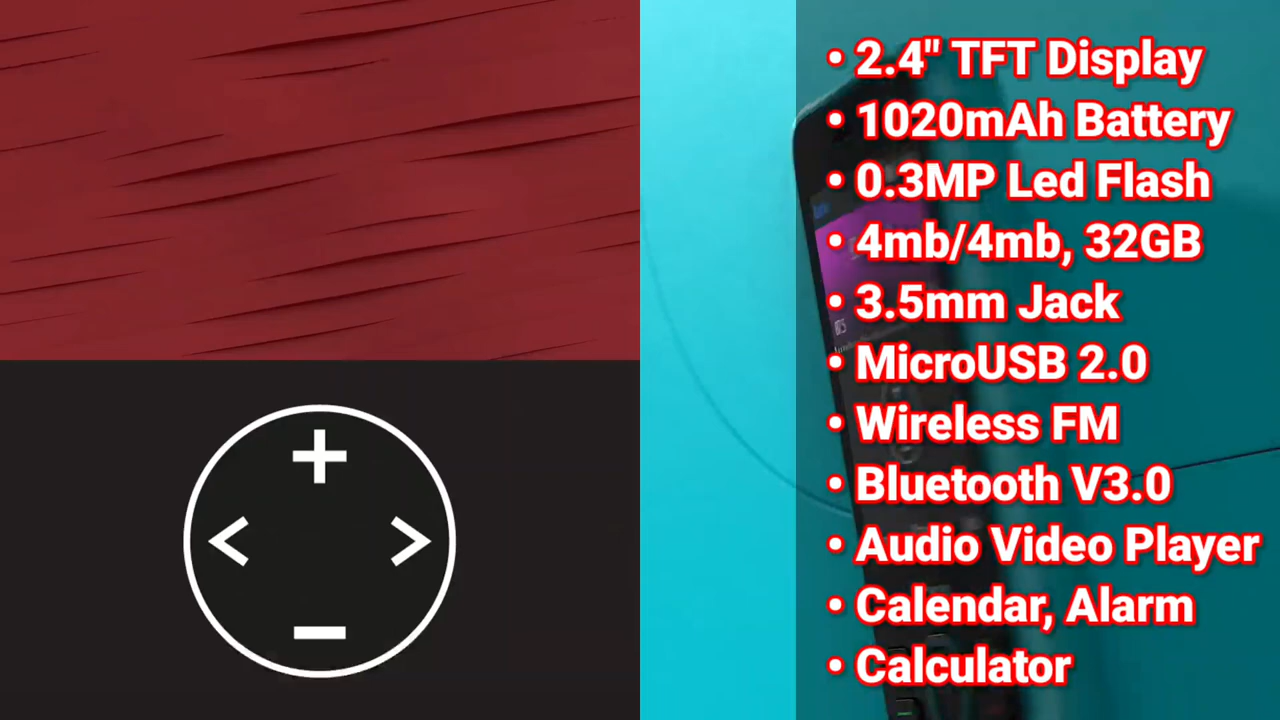 • 2.4" TFT Display
• 1020mAh Battery
• 0.3MP Led Flash
• 4mb/4mb, 32GB
• 3.5mm Jack
• MicroUSB 2.0
• Wireless FM
• Bluetooth V3.0
• Audio Video Player
• Calendar, Alarm
• Calculator